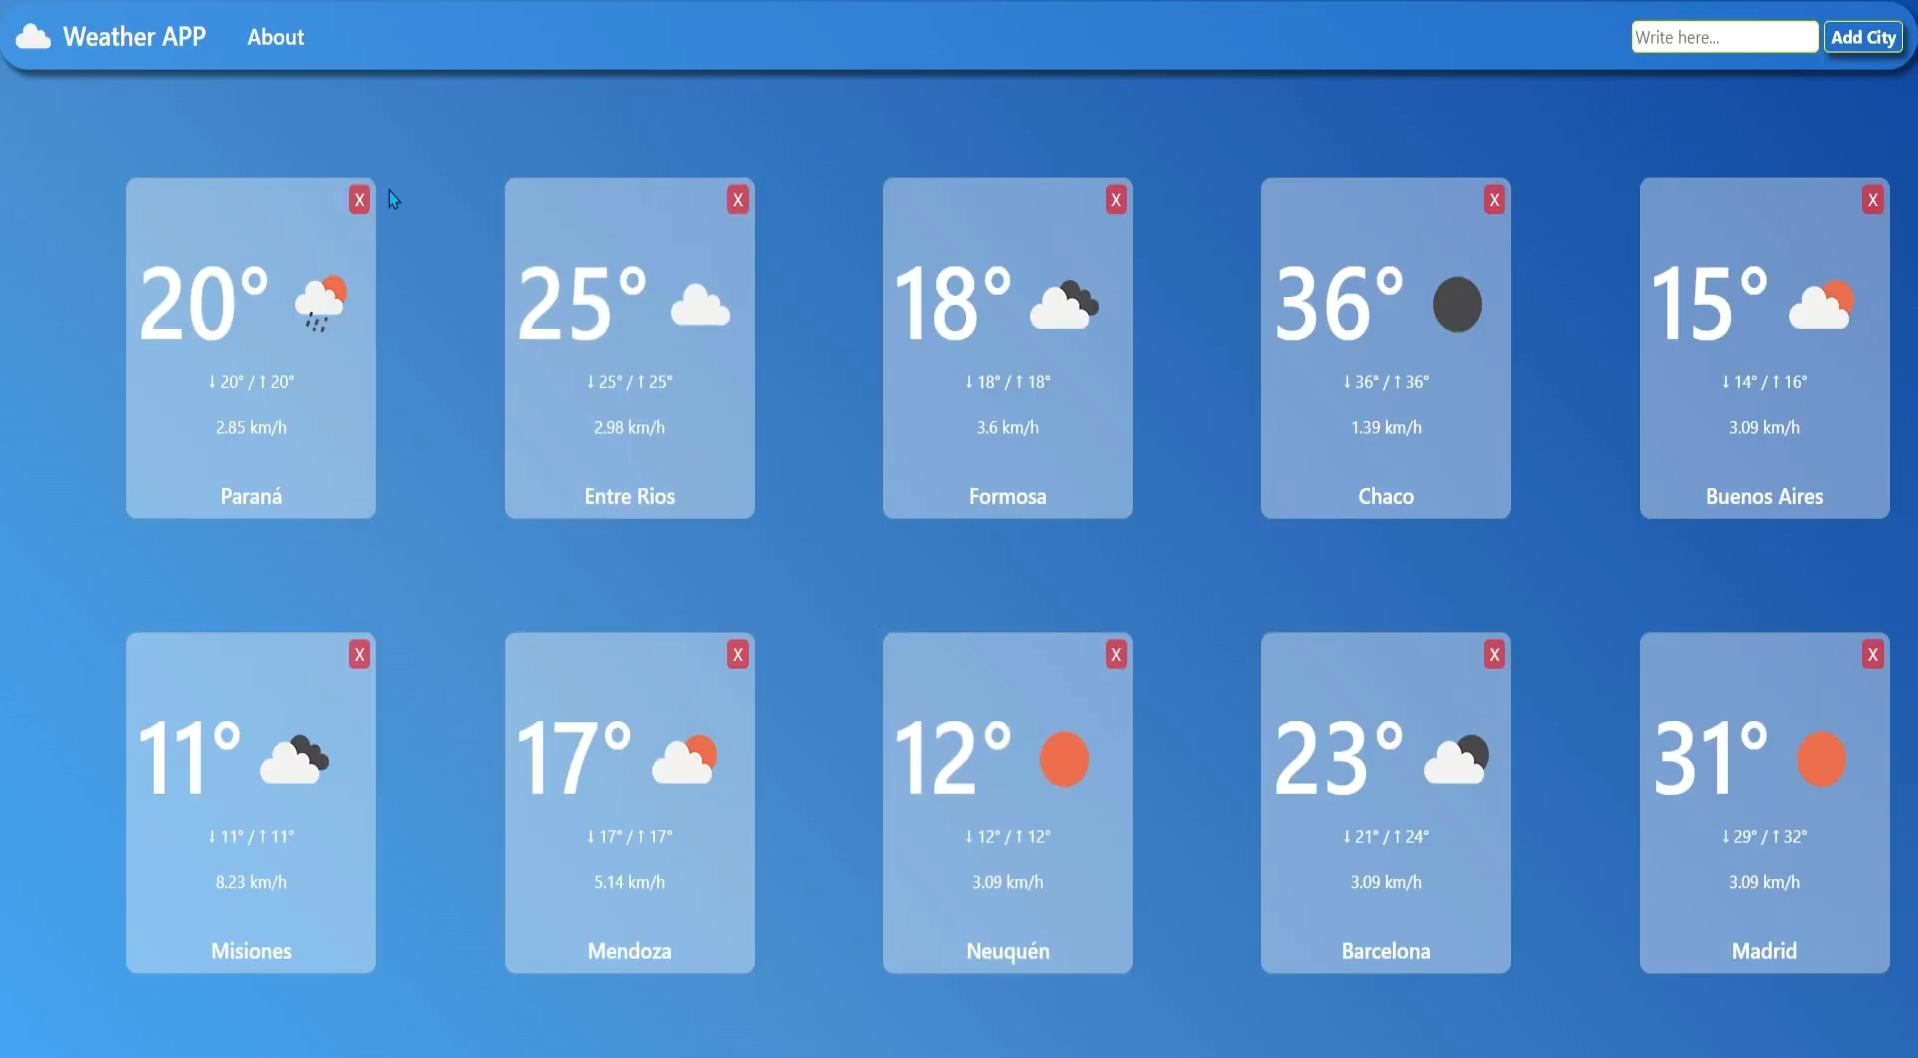 Weather APP
About
Write here...
Add City
X
20°
↓ 20° / ↑ 20°
2.85 km/h
Paraná
X
25°
↓ 25° / ↑ 25°
2.98 km/h
Entre Rios
X
18°
↓ 18° / ↑ 18°
3.6 km/h
Formosa
X
36°
↓ 36° / ↑ 36°
1.39 km/h
Chaco
X
15°
↓ 14° / ↑ 16°
3.09 km/h
Buenos Aires
X
11°
↓ 11° / ↑ 11°
8.23 km/h
Misiones
X
17°
↓ 17° / ↑ 17°
5.14 km/h
Mendoza
X
12°
↓ 12° / ↑ 12°
3.09 km/h
Neuquén
X
23°
↓ 21° / ↑ 24°
3.09 km/h
Barcelona
X
31°
↓ 29° / ↑ 32°
3.09 km/h
Madrid